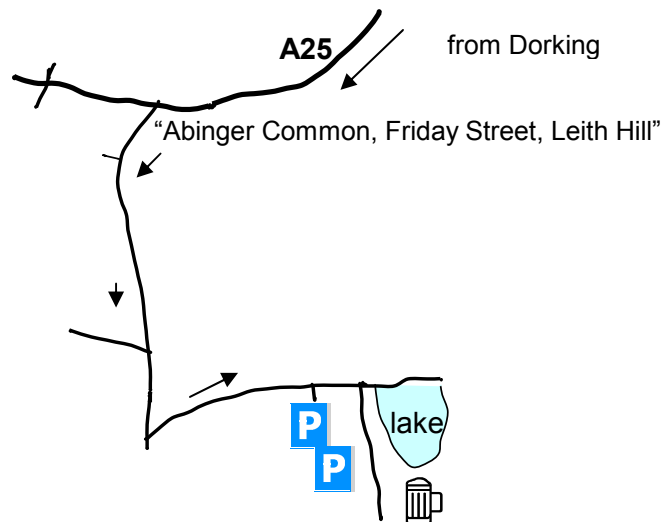 A25
from Dorking
“Abinger Common, Friday Street, Leith Hill”
P
P
lake